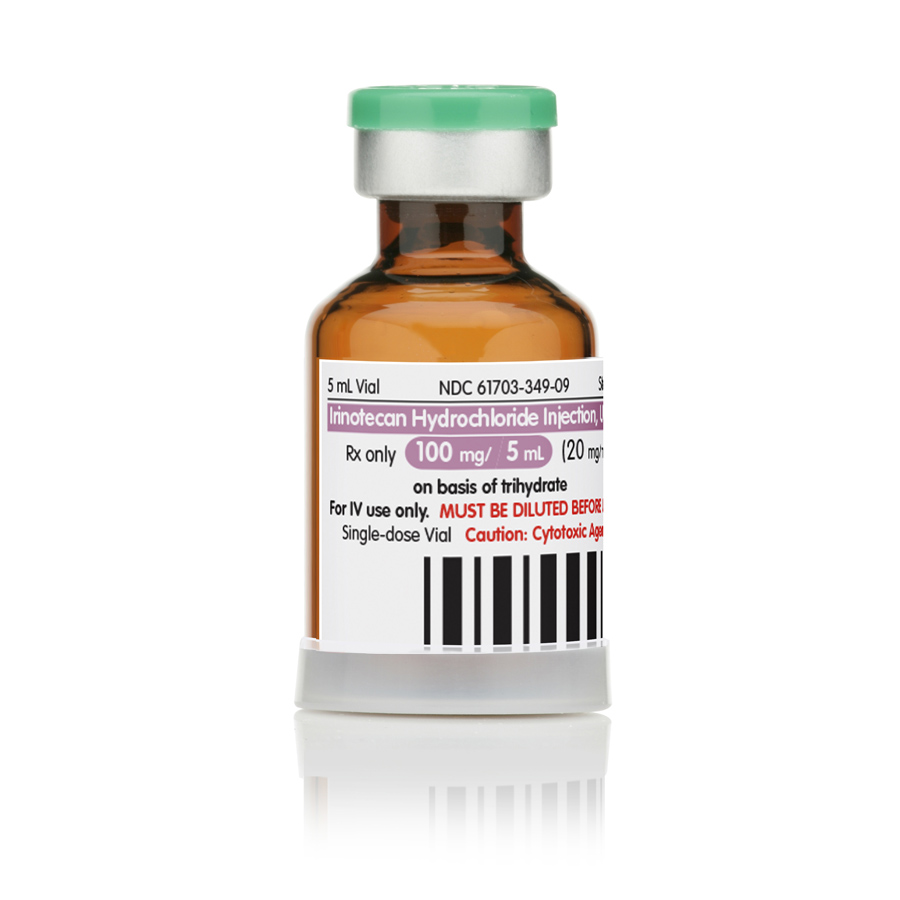 5 mL Vial NDC 61703-349-09
Irinotecan Hydrochloride Injection,
Rx only 100 mg/ 5 mL (20
on basis of trihydrate
For IV use only. MUST BE DILUTED BEFORE
Single-dose Vial Caution: Cytotoxic